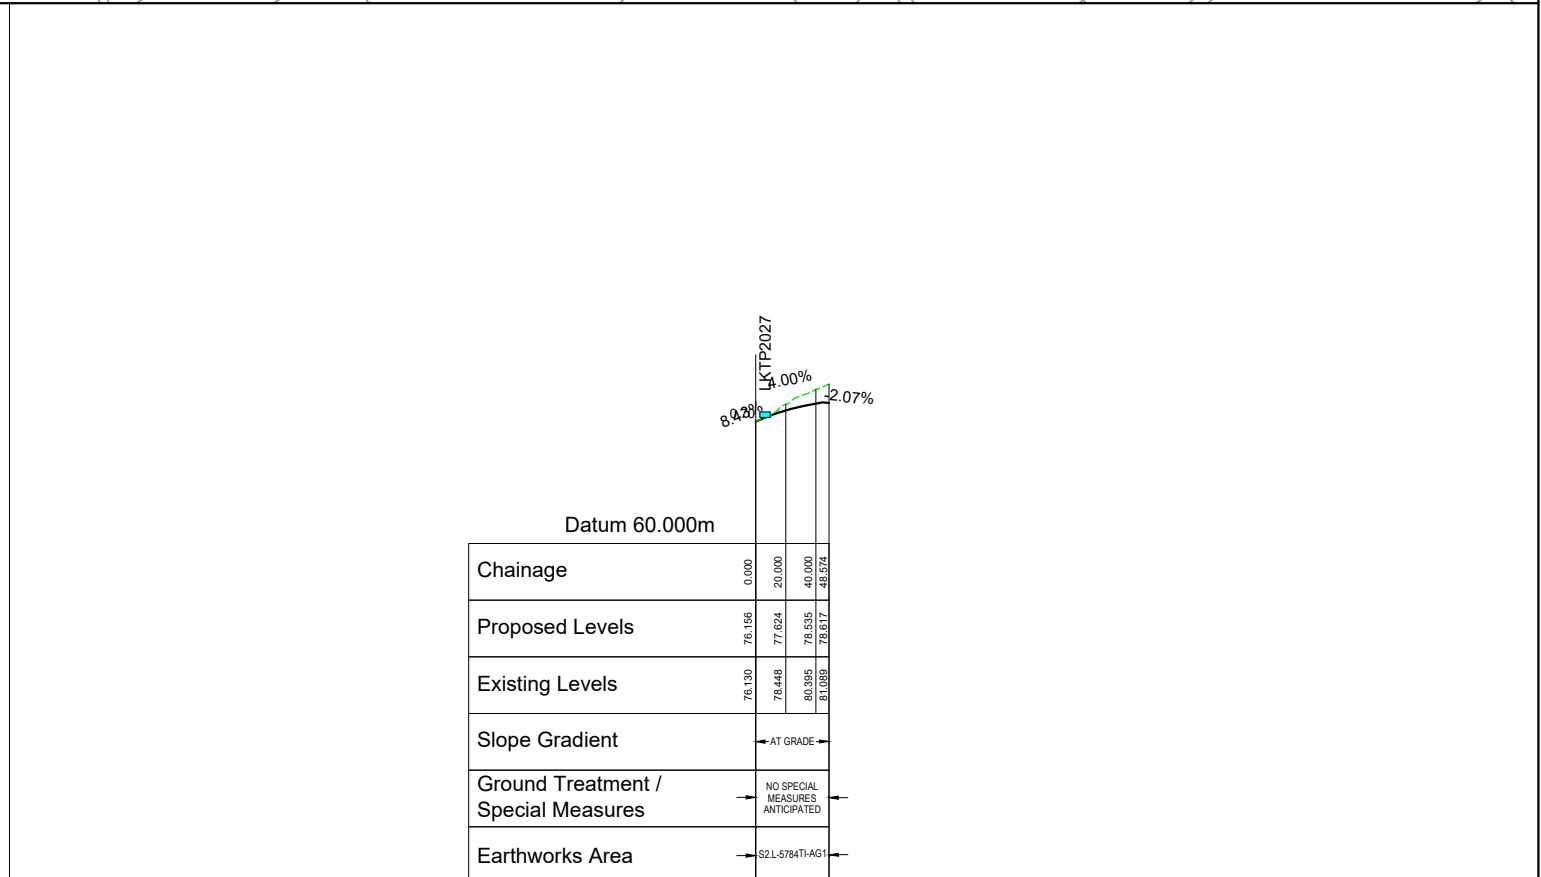 LKTP2027
4.00%
-2.07%
8.43%
Datum 60.000m
Chainage 0.000 20.000 40.000 48.574
Proposed Levels 76.156 77.624 78.535 78.617
Existing Levels 76.130 78.448 80.395 81.089
Slope Gradient AT GRADE
Ground Treatment /
Special Measures
NO SPECIAL
MEASURES
ANTICIPATED
Earthworks Area S2.L-5784TI-AG1